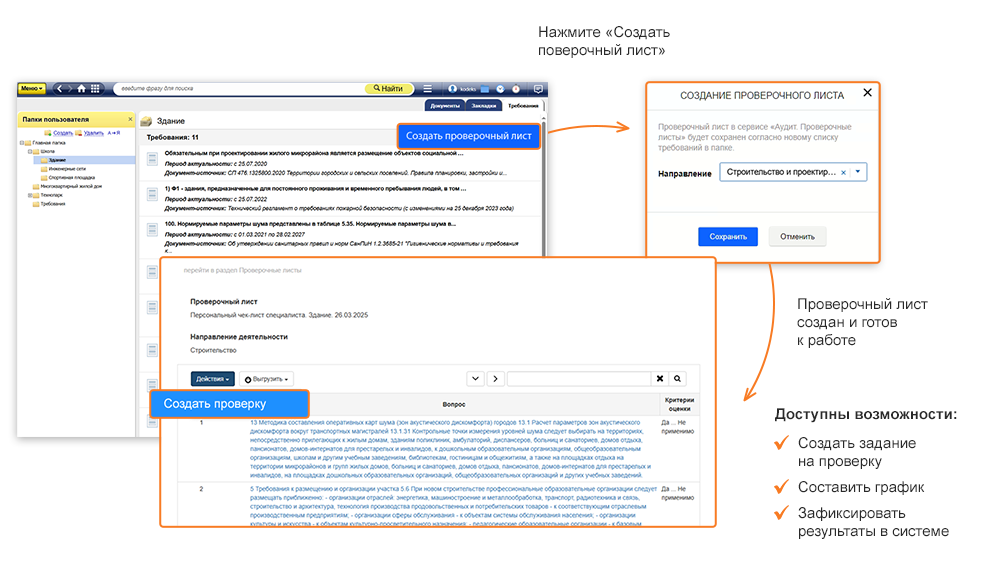 Нажмите «Создать
поверочный лист»
Меню
введите фразу для поиска
Найти
kodeks
Документы
Закладки
Требования
Папки пользователя
×
Создать
Удалить
А→Я
Главная папка
Школа
Здание
Инженерные сети
Спортивная площадка
Многоквартирный жилой дом
Технопарк
Требования
Здание
Требования: 11
Создать проверочный лист
Обязательным при проектировании жилого микрорайона является размещение объектов социальной ...
Период актуальности: с 25.07.2020
Документ-источник: СП 476.1325800.2020 Территории городских и сельских поселений. Правила планировки, застройки и...
1) Ф1 - здания, предназначенные для постоянного проживания и временного пребывания людей, в том ...
Период актуальности: с 25.07.2022
Документ-источник: Технический регламент о требованиях пожарной безопасности (с изменениями на 25 декабря 2023 года)
100. Нормируемые параметры шума представлены в таблице 5.35. Нормируемые параметры шума в...
Период актуальности: с 01.03.2021 по 28.02.2027
Документ-источник: Об утверждении санитарных правил и норм СанПиН 1.2.3685-21 "Гигиенические нормативы и требования
к...
СОЗДАНИЕ ПРОВЕРОЧНОГО ЛИСТА
Проверочный лист в сервисе «Аудит. Проверочные
листы» будет сохранен согласно новому списку
требований в папке.
Направление
Строительство и проектир... ×
Сохранить
Отменить
перейти в раздел Проверочные листы
Проверочный лист
Персональный чек-лист специалиста. Здание. 26.03.2025
Направление деятельности
Строительство
Действия
Выгрузить
Создать проверку
Вопрос
Критерии
оценки
1
13 Методика составления оперативных карт шума (зон акустического дискомфорта) городов 13.1 Расчет параметров зон акустического
дискомфорта вокруг транспортных магистралей 13.1.31 Контрольные точки измерения уровней шума следует выбирать на территориях,
непосредственно прилегающих к жилым домам, зданиям поликлиник, амбулаторий, диспансеров, больниц и санаториев, домов отдыха,
пансионатов, домов-интернатов для престарелых и инвалидов, к дошкольным образовательным организациям, общеобразовательным
организациям, школам и другим учебным заведениям, библиотекам, гостиницам и общежитиям, а также на площадках отдыха на
территории микрорайонов и групп жилых домов, больниц и санаториев, домов отдыха, пансионатов, домов-интернатов для престарелых и
инвалидов, на площадках дошкольных образовательных организаций, общеобразовательных организаций и других учебных заведений.
Да ... Не
применимо
2
5 Требования к размещению и организации участка 5.6 При новом строительстве профессиональные образовательные организации следует
размещать приближенно: - организации отраслей: энергетика, машиностроение и металлообработка, транспорт, радиотехника и связь,
строительство и архитектура, технология производства продовольственных и потребительских товаров - к соответствующим отраслевым
производственным предприятиям, - организации сферы обслуживания - к объектам системы обслуживания населения; - организации
культуры и искусства - к объектам культурно-просветительного назначения; - педагогические образовательные организации - к базовым
Да ... Не
применимо
Проверочный лист
создан и готов
к работе
Доступны возможности:
Создать задание
на проверку
Составить график
Зафиксировать
результаты в системе